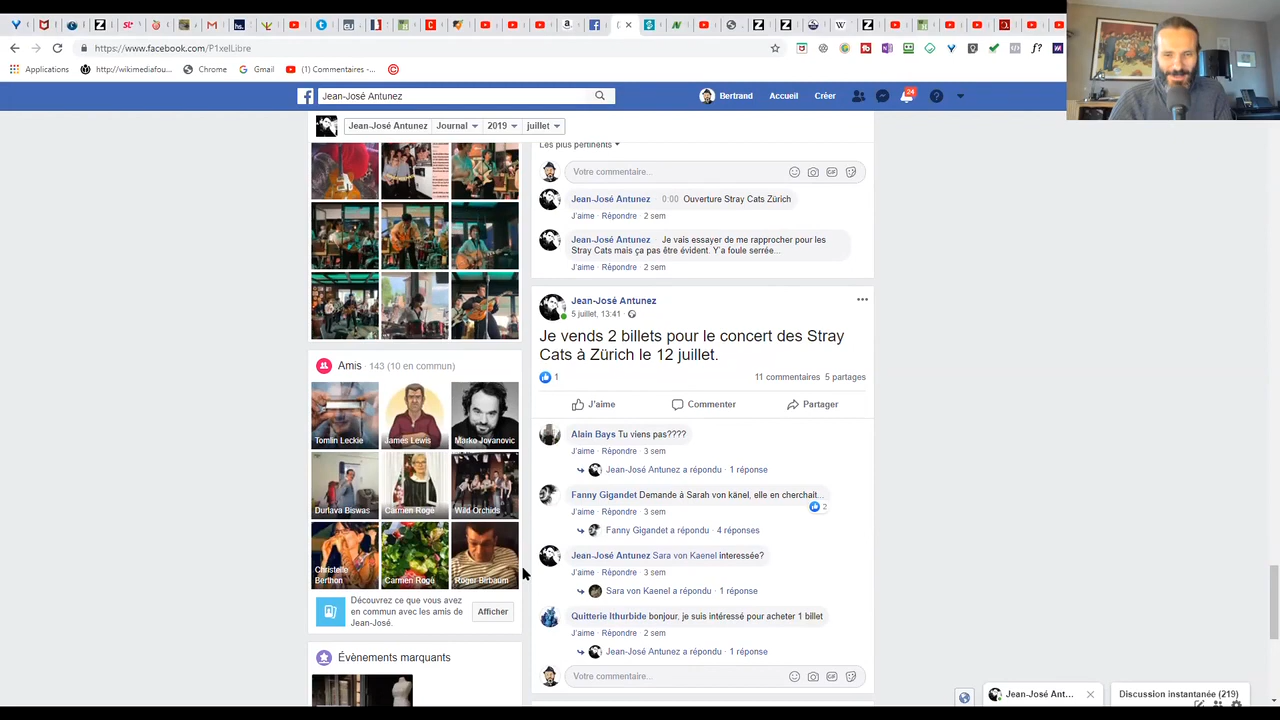 https://www.facebook.com/P1xelLibre
Applications
http://wikimediafou...
Chrome
Gmail
(1) Commentaires -...
Jean-José Antunez
Bertrand
Accueil
Créer
24
Jean-José Antunez
Journal
2019
juillet
Les plus pertinents
Votre commentaire...
Jean-José Antunez 0:00 Ouverture Stray Cats Zürich
J'aime · Répondre · 2 sem
Jean-José Antunez Je vais essayer de me rapprocher pour les
Stray Cats mais ça pas être évident. Y'a foule serrée...
J'aime · Répondre · 2 sem
Jean-José Antunez
5 juillet, 13:41 ·
Je vends 2 billets pour le concert des Stray
Cats à Zürich le 12 juillet.
1
11 commentaires 5 partages
J'aime
Commenter
Partager
Alain Bays Tu viens pas????
J'aime · Répondre · 3 sem
Jean-José Antunez a répondu · 1 réponse
Fanny Gigandet Demande à Sarah von känel, elle en cherchait...
2
J'aime · Répondre · 3 sem
Fanny Gigandet a répondu · 4 réponses
Jean-José Antunez Sara von Kaenel interessée?
J'aime · Répondre · 3 sem
Sara von Kaenel a répondu · 1 réponse
Quitterie Ithurbide bonjour, je suis intéressé pour acheter 1 billet
J'aime · Répondre · 2 sem
Jean-José Antunez a répondu · 1 réponse
Votre commentaire...
Amis · 143 (10 en commun)
Tomlin Leckie
James Lewis
Marko Jovanovic
Durlava Biswas
Carmen Rogé
Wild Orchids
Christelle
Berthon
Carmen Rogé
Roger Birbaum
Découvrez ce que vous avez
en commun avec les amis de
Jean-José.
Afficher
Évènements marquants
Jean-José Ant...
Discussion instantanée (219)